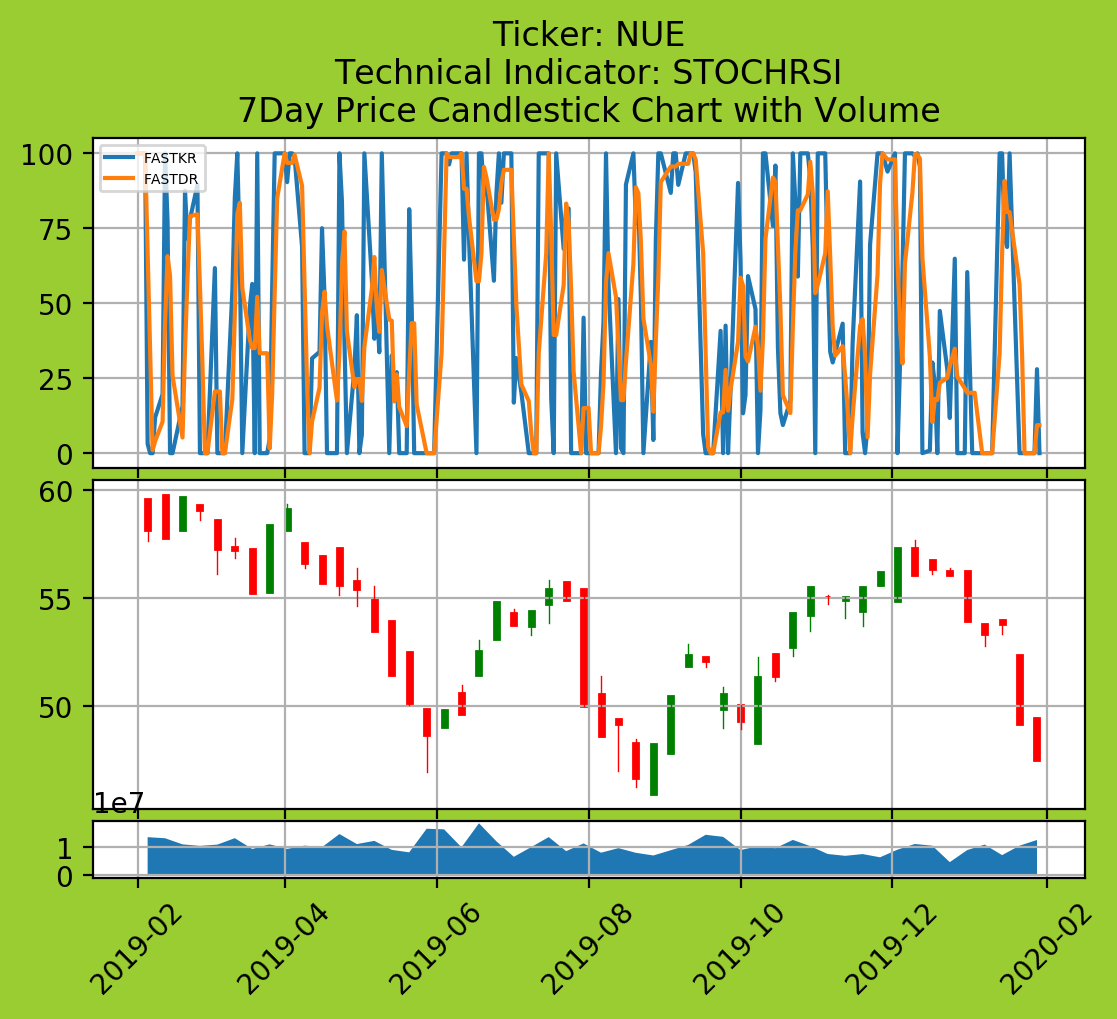 Ticker: NUE
Technical Indicator: STOCHRSI
7Day Price Candlestick Chart with Volume
100
75
50
25
0
FASTKR
FASTDR
60
55
50
1e7
1
0
2019-02
2019-04
2019-06
2019-08
2019-10
2019-12
2020-02